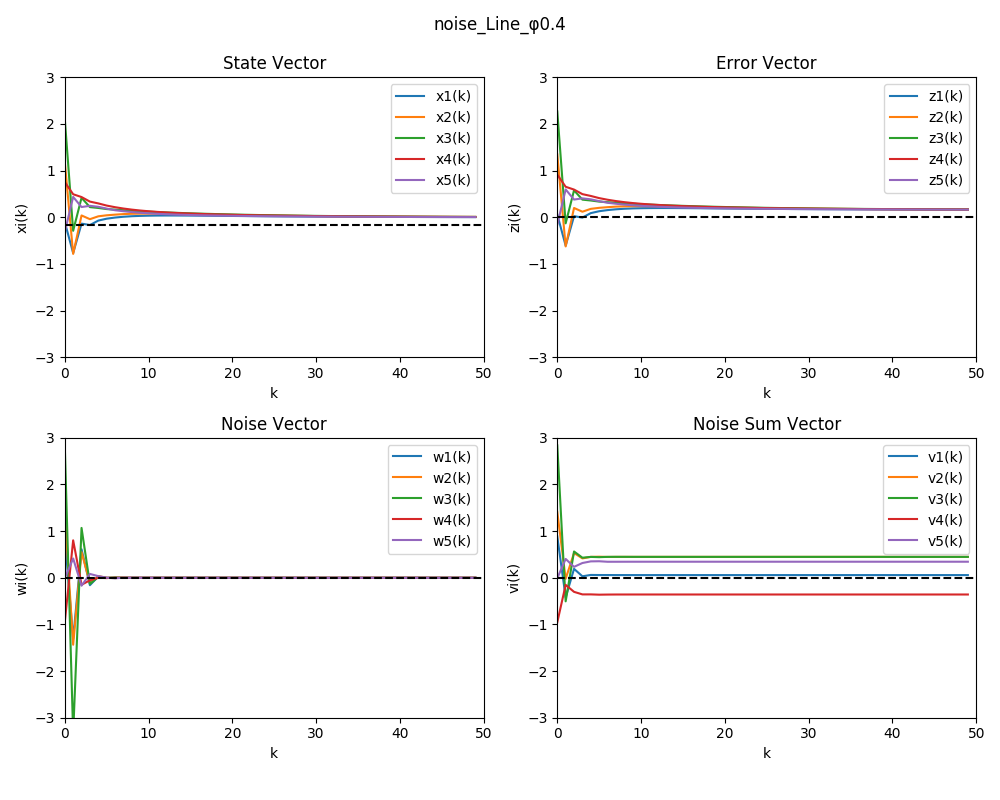 noise_Line_φ0.4
State Vector
3
2
1
0
−1
−2
−3
0
10
20
30
40
50
xi(k)
k
x1(k)
x2(k)
x3(k)
x4(k)
x5(k)
Error Vector
3
2
1
0
−1
−2
−3
0
10
20
30
40
50
zi(k)
k
z1(k)
z2(k)
z3(k)
z4(k)
z5(k)
Noise Vector
3
2
1
0
−1
−2
−3
0
10
20
30
40
50
wi(k)
k
w1(k)
w2(k)
w3(k)
w4(k)
w5(k)
Noise Sum Vector
3
2
1
0
−1
−2
−3
0
10
20
30
40
50
vi(k)
k
v1(k)
v2(k)
v3(k)
v4(k)
v5(k)